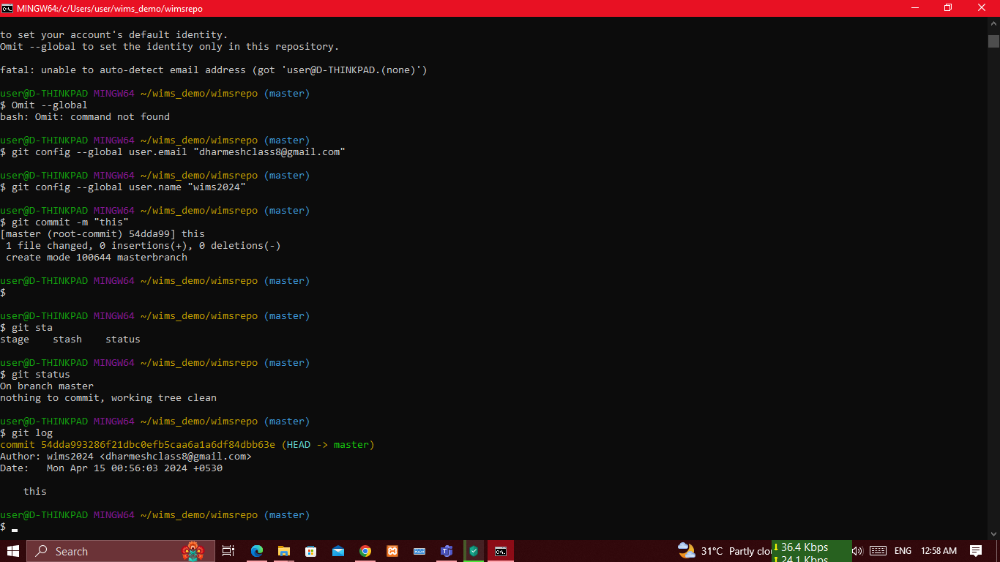 MINGW64:/c/Users/user/wims_demo/wimsrepo
to set your account's default identity.
Omit --global to set the identity only in this repository.
fatal: unable to auto-detect email address (got 'user@D-THINKPAD.(none)')
user@D-THINKPAD MINGW64 ~/wims_demo/wimsrepo (master)
$ Omit --global
bash: Omit: command not found
user@D-THINKPAD MINGW64 ~/wims_demo/wimsrepo (master)
$ git config --global user.email "dharmeshclass8@gmail.com"
user@D-THINKPAD MINGW64 ~/wims_demo/wimsrepo (master)
$ git config --global user.name "wims2024"
user@D-THINKPAD MINGW64 ~/wims_demo/wimsrepo (master)
$ git commit -m "this"
[master (root-commit) 54dda99] this
1 file changed, 0 insertions(+), 0 deletions(-)
create mode 100644 masterbranch
user@D-THINKPAD MINGW64 ~/wims_demo/wimsrepo (master)
$
user@D-THINKPAD MINGW64 ~/wims_demo/wimsrepo (master)
$ git sta
stage stash status
user@D-THINKPAD MINGW64 ~/wims_demo/wimsrepo (master)
$ git status
On branch master
nothing to commit, working tree clean
user@D-THINKPAD MINGW64 ~/wims_demo/wimsrepo (master)
$ git log
commit 54dda993286f21dbc0efb5caa6a1a6df84dbb63e (HEAD -> master)
Author: wims2024 <dharmeshclass8@gmail.com>
Date: Mon Apr 15 00:56:03 2024 +0530
this
user@D-THINKPAD MINGW64 ~/wims_demo/wimsrepo (master)
$
Search 31°C Partly clou 36.4 Kbps ENG 12:58 AM
24.1 Kbps